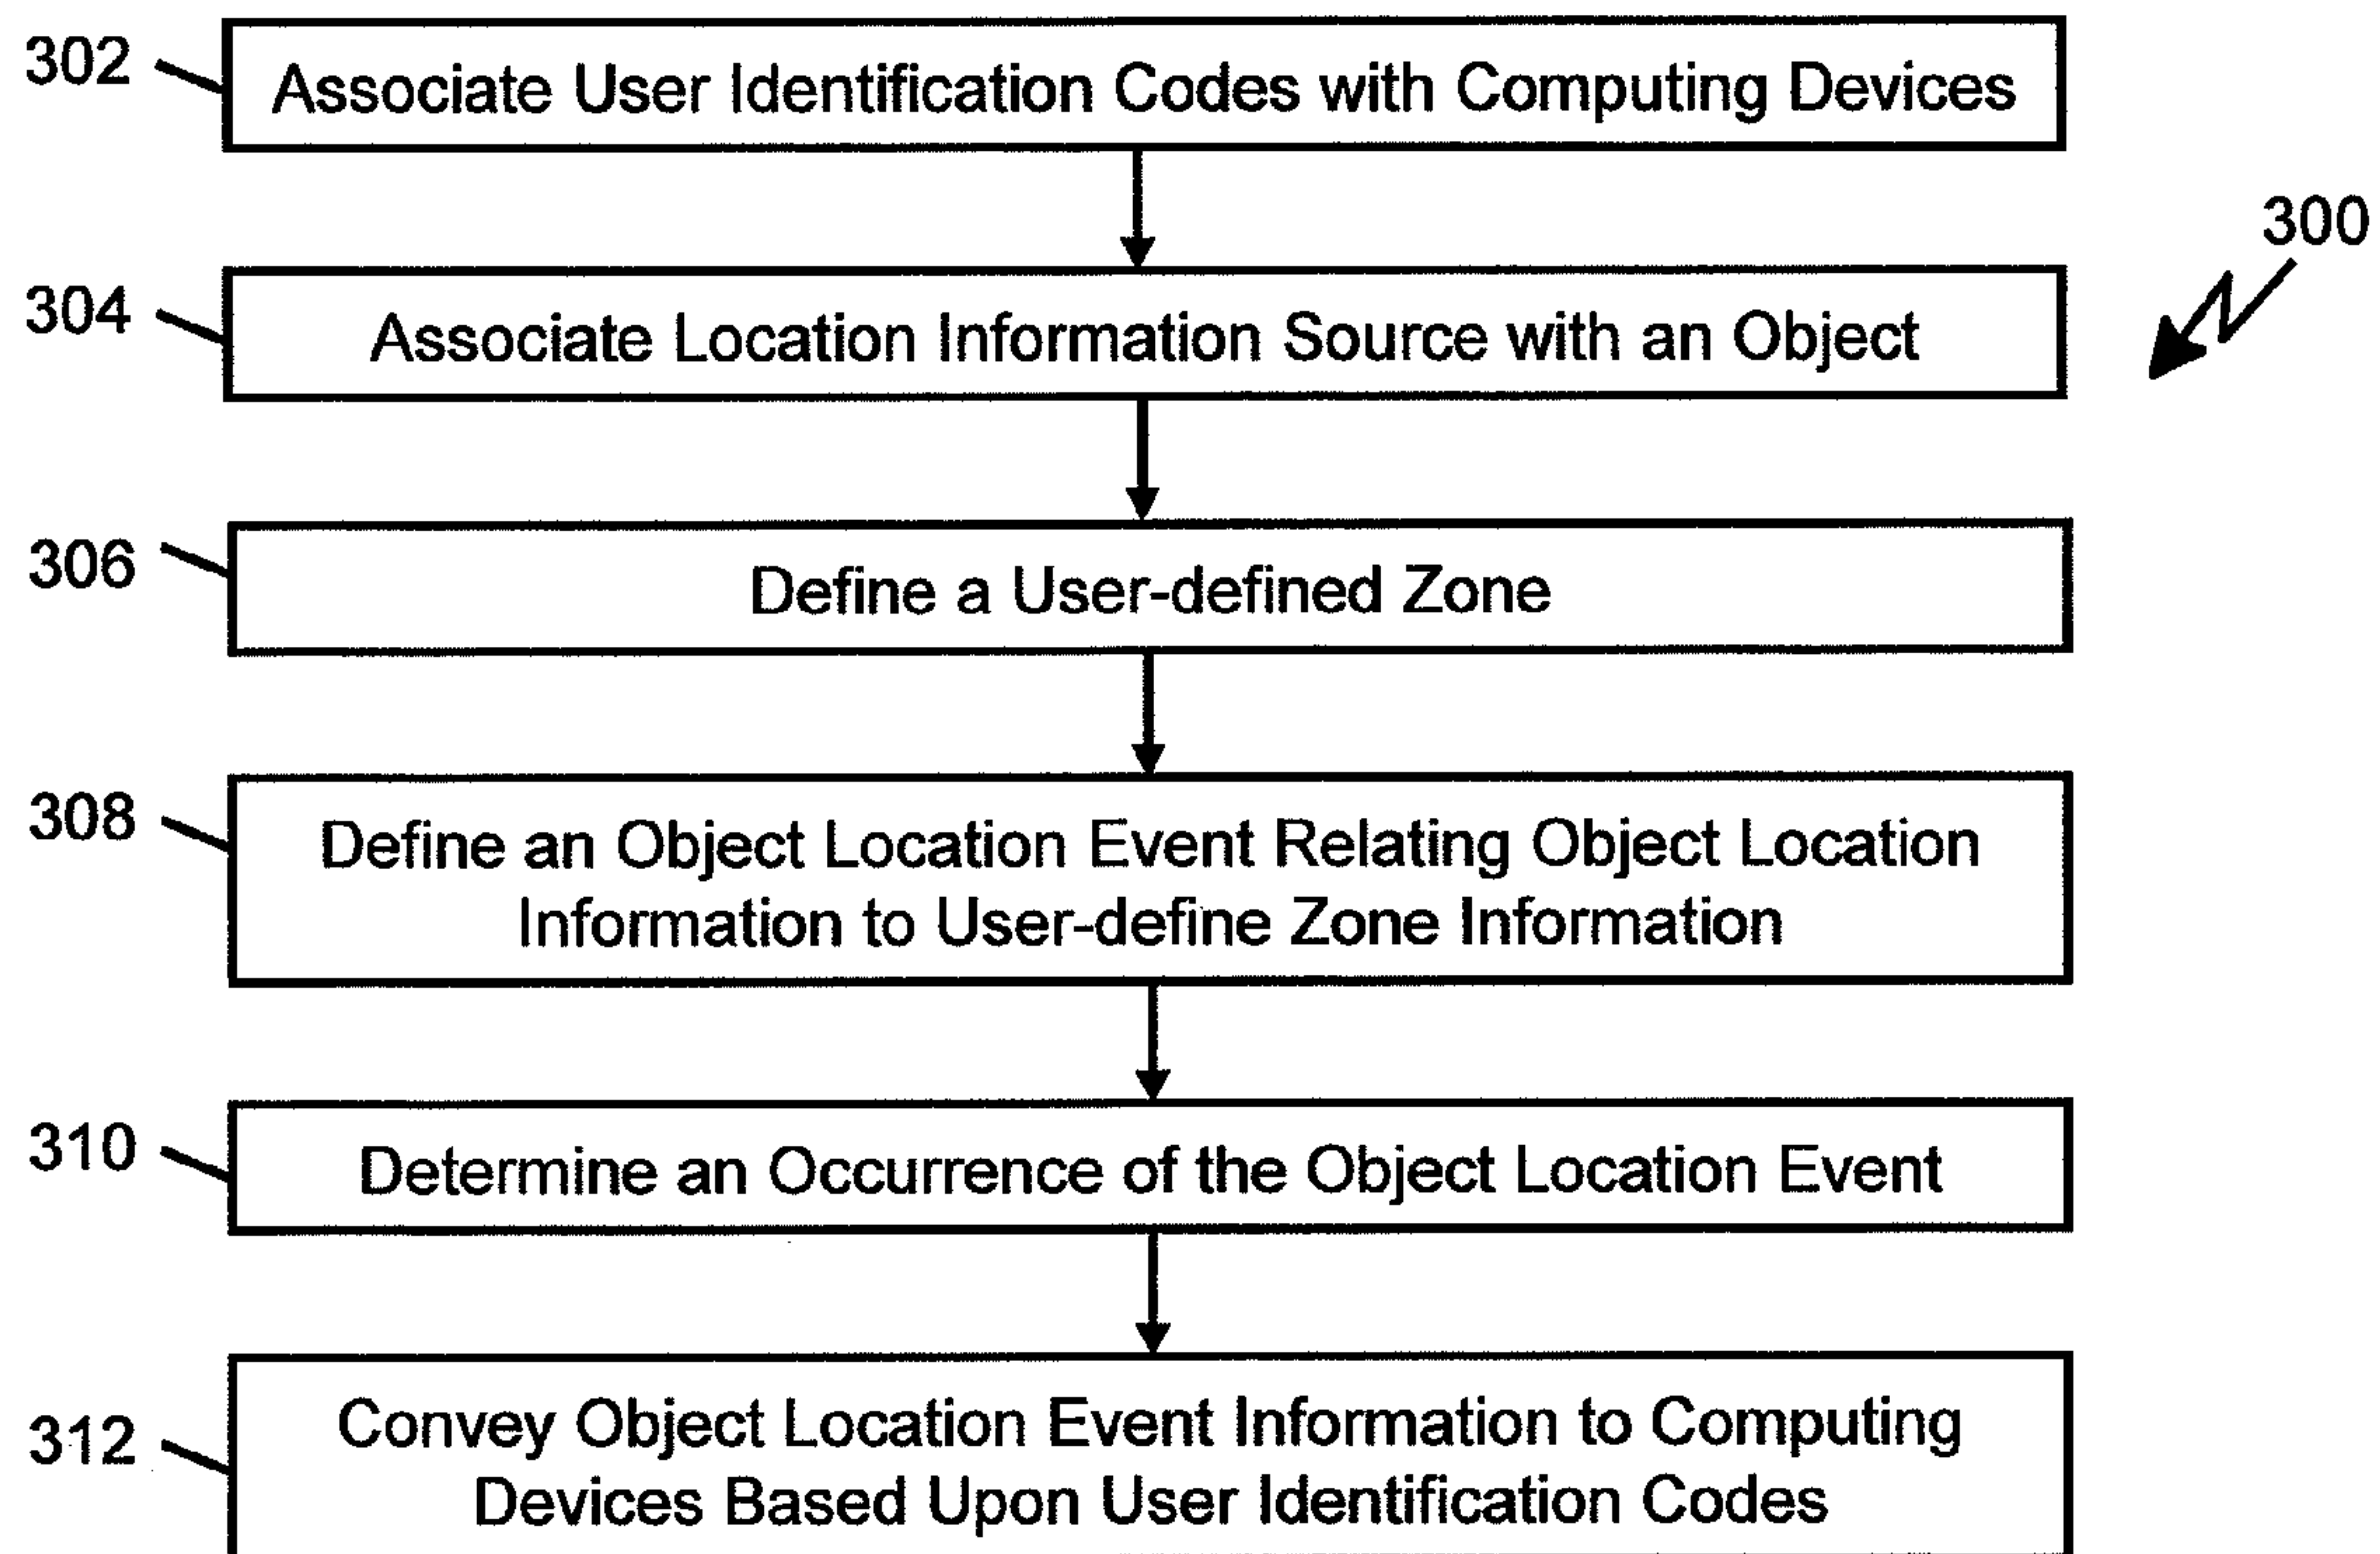 302
Associate User Identification Codes with Computing Devices
300
304
Associate Location Information Source with an Object
306
Define a User-defined Zone
308
Define an Object Location Event Relating Object Location
Information to User-define Zone Information
310
Determine an Occurrence of the Object Location Event
312
Convey Object Location Event Information to Computing
Devices Based Upon User Identification Codes